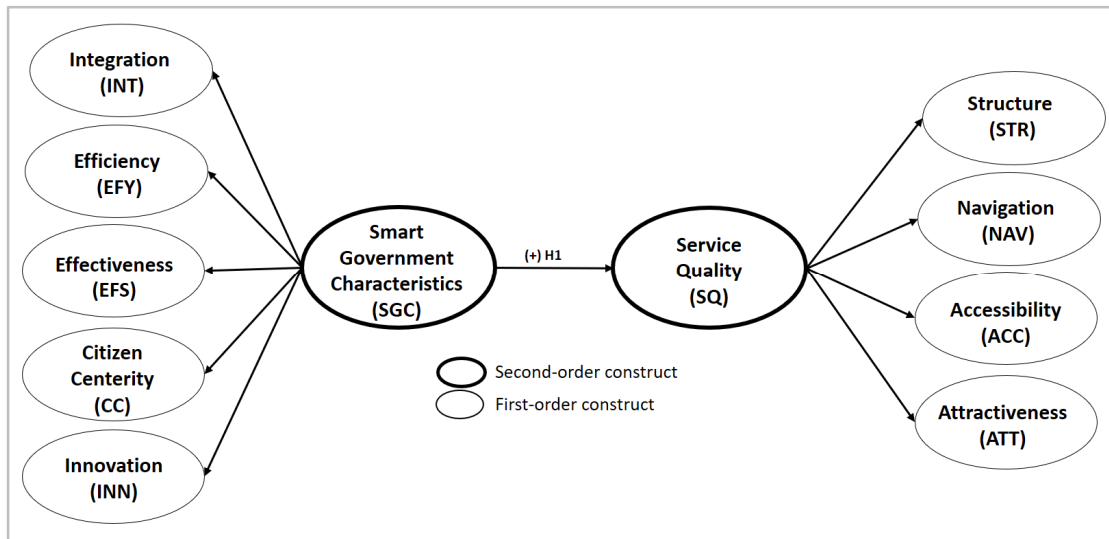 Integration
(INT)
Efficiency
(EFY)
Effectiveness
(EFS)
Citizen
Centerity
(CC)
Innovation
(INN)
Smart
Government
Characteristics
(SGC)
(+) H1
Service
Quality
(SQ)
Second-order construct
First-order construct
Structure
(STR)
Navigation
(NAV)
Accessibility
(ACC)
Attractiveness
(ATT)